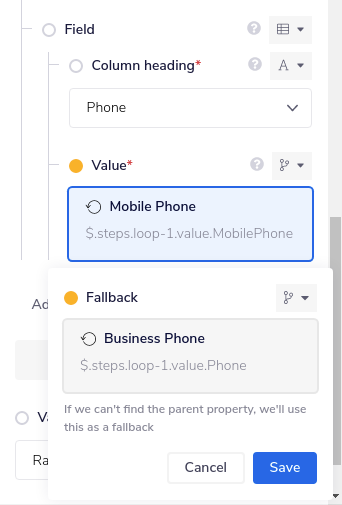 Field ?
A
Column heading* ?
Phone
Value* ?
Mobile Phone
$.steps.loop-1.value.MobilePhone
Fallback
Business Phone
$.steps.loop-1.value.Phone
If we can't find the parent property, we'll use
this as a fallback
Cancel Save